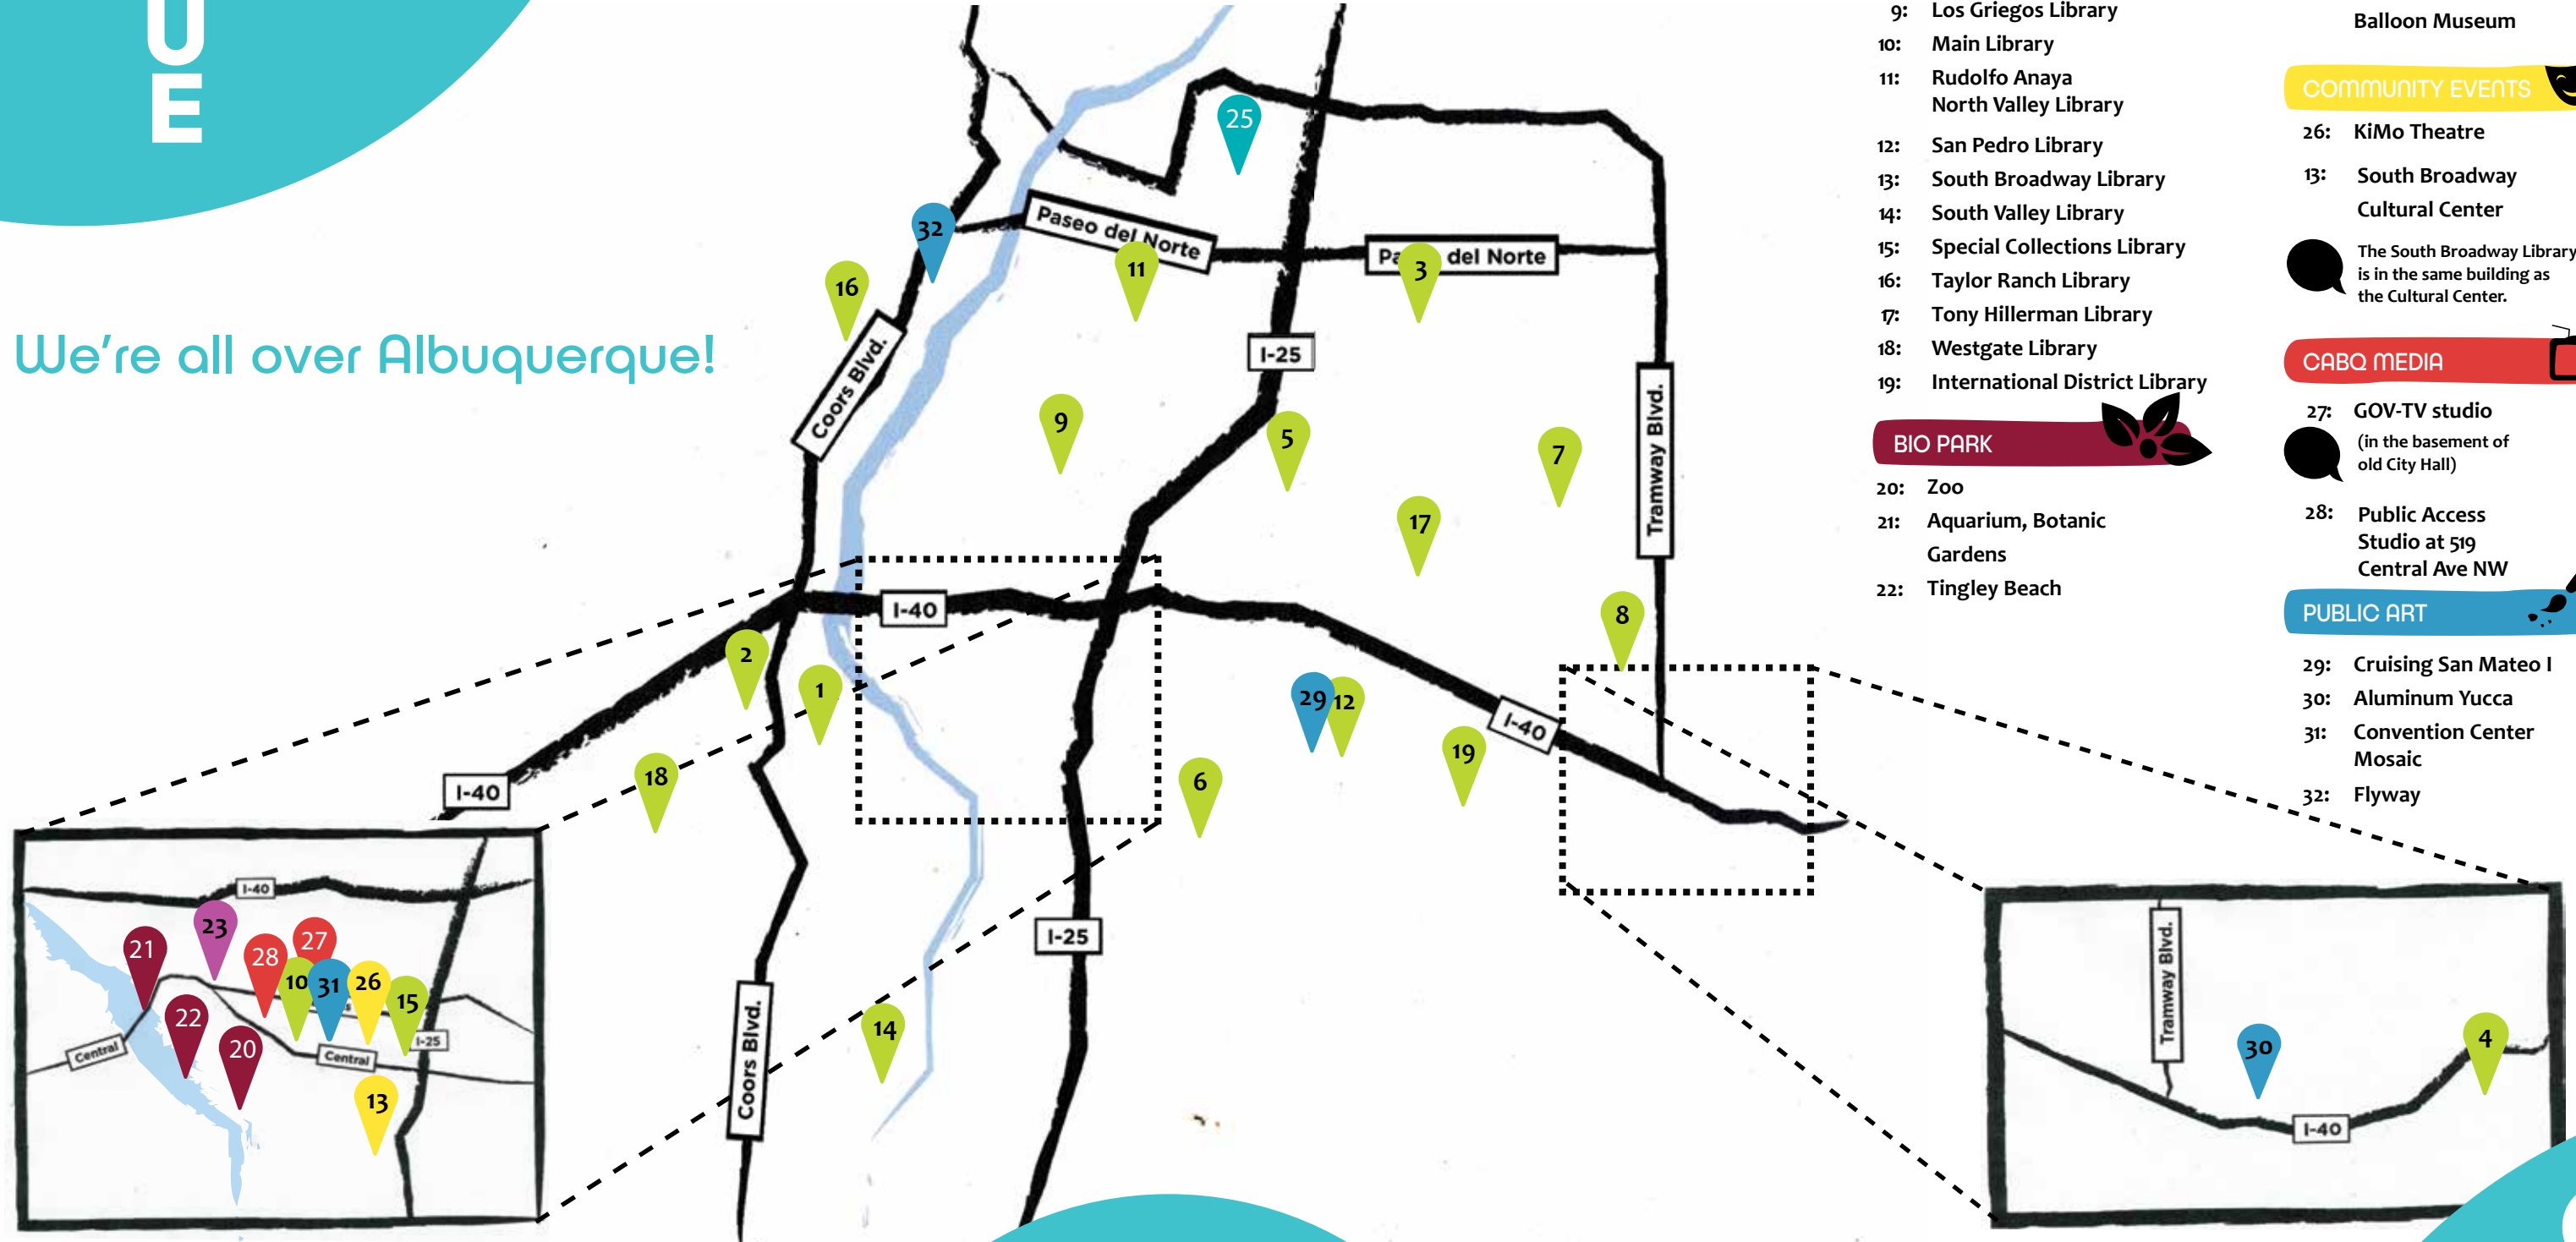 U
E
We're all over Albuquerque!
25
32
Paseo del Norte
11
Pa
del Norte
3
16
Coors Blvd.
I-25
9
5
7
Tramway Blvd.
17
I-40
8
2
1
29
12
I-40
19
18
6
I-40
I-25
14
Coors Blvd.
I-40
23
21
28
27
10
31
26
15
22
20
I-25
Central
Central
13
Tramway Blvd.
30
4
I-40
9: Los Griegos Library
10: Main Library
11: Rudolfo Anaya
North Valley Library
12: San Pedro Library
13: South Broadway Library
14: South Valley Library
15: Special Collections Library
16: Taylor Ranch Library
17: Tony Hillerman Library
18: Westgate Library
19: International District Library
BIO PARK
20: Zoo
21: Aquarium, Botanic
Gardens
22: Tingley Beach
Balloon Museum
COMMUNITY EVENTS
26: KiMo Theatre
13: South Broadway
Cultural Center
The South Broadway Library
is in the same building as
the Cultural Center.
CABQ MEDIA
27: GOV-TV studio
(in the basement of
old City Hall)
28: Public Access
Studio at 519
Central Ave NW
PUBLIC ART
29: Cruising San Mateo I
30: Aluminum Yucca
31: Convention Center
Mosaic
32: Flyway